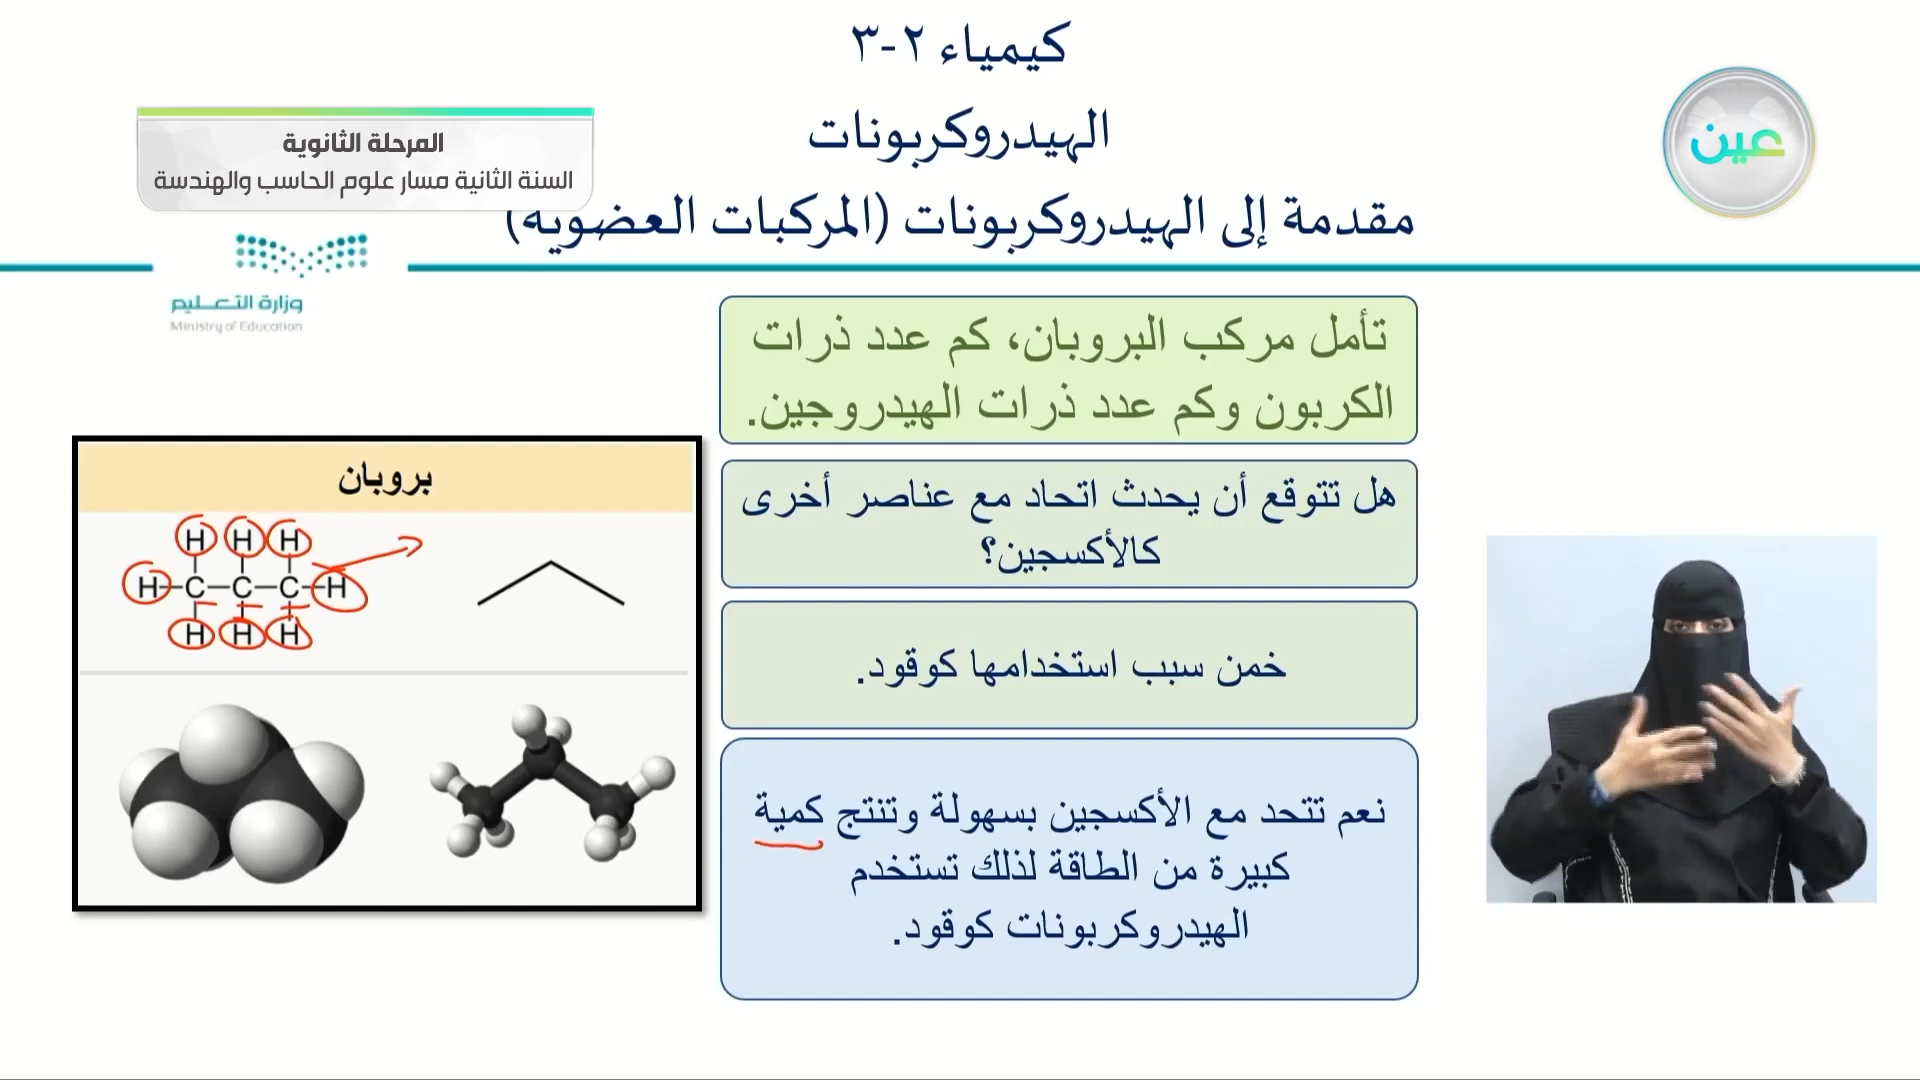 كيمياء ٢-٣
الهيدروكربونات
مقدمة إلى الهيدروكربونات (المركبات العضوية)
المرحلة الثانوية
السنة الثانية مسار علوم الحاسب والهندسة
عين
وزارة التعليم
Ministry of Education
تأمل مركب البروبان، كم عدد ذرات
الكربون وكم عدد ذرات الهيدروجين.
هل تتوقع أن يحدث اتحاد مع عناصر أخرى
كالأكسجين؟
خمن سبب استخدامها كوقود.
نعم تتحد مع الأكسجين بسهولة وتنتج كمية
كبيرة من الطاقة لذلك تستخدم
الهيدروكربونات كوقود.
بروبان
H H H
H–C–C–C–H
H H H